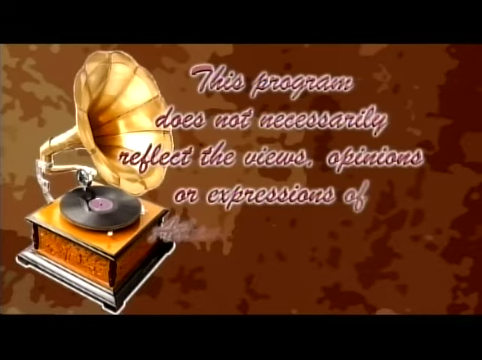 This program
does not necessarily
reflect the views, opinions
or expressions of